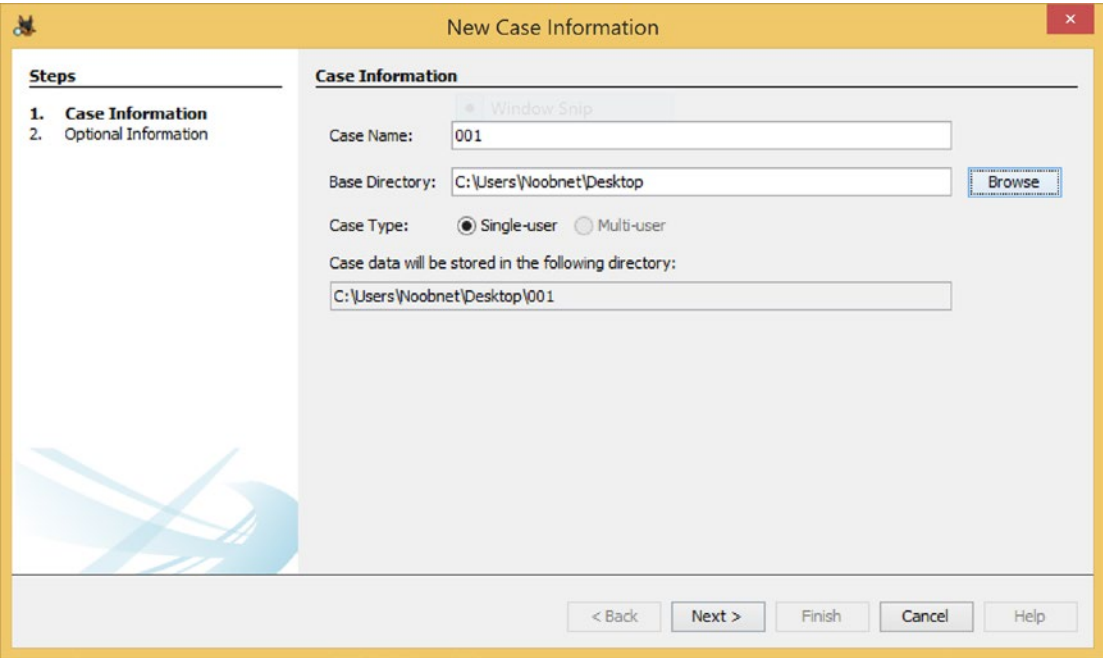 New Case Information
Steps
1. Case Information
2. Optional Information
Case Information
Window Snip
Case Name: 001
Base Directory: C:\Users\Noobnet\Desktop Browse
Case Type: Single-user Multi-user
Case data will be stored in the following directory:
C:\Users\Noobnet\Desktop\001
< Back Next > Finish Cancel Help